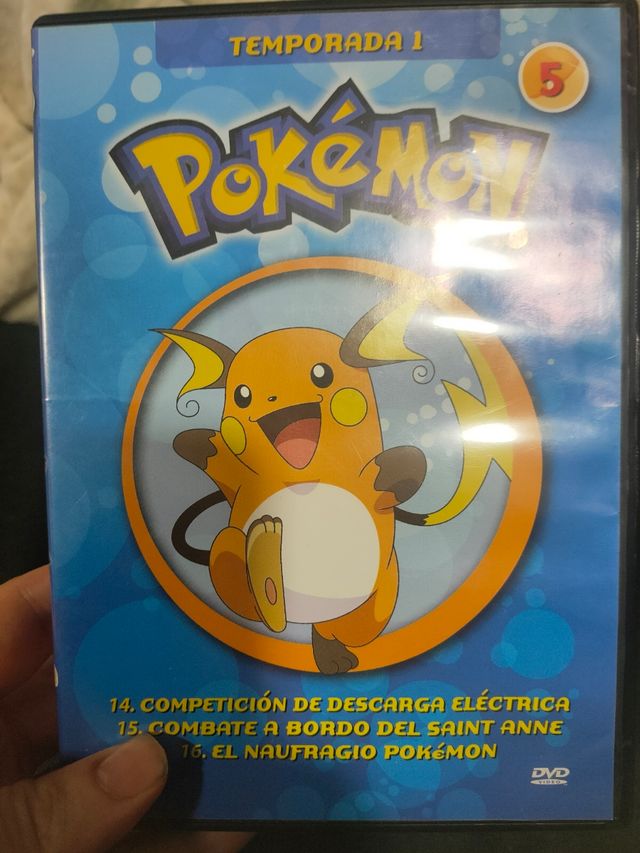 TEMPORADA 1
5
POKéMON
14. COMPETICIÓN DE DESCARGA ELÉCTRICA
15. COMBATE A BORDO DEL SAINT ANNE
16. EL NAUFRAGIO POKéMON
DVD
VIDEO